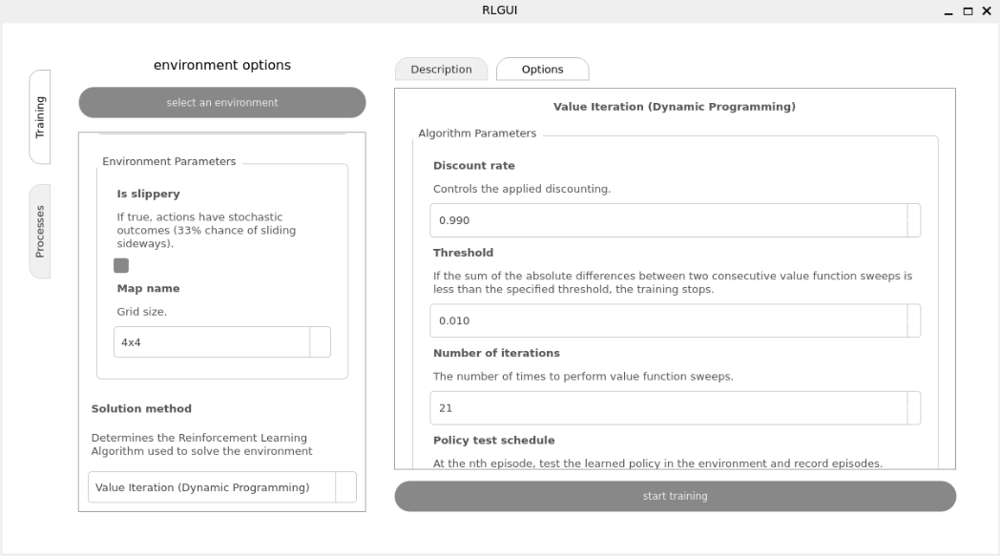 RLGUI
Training
Processes
environment options
select an environment
Environment Parameters
Is slippery
If true, actions have stochastic
outcomes (33% chance of sliding
sideways).
Map name
Grid size.
4x4
Solution method
Determines the Reinforcement Learning
Algorithm used to solve the environment
Value Iteration (Dynamic Programming)
Description
Options
Value Iteration (Dynamic Programming)
Algorithm Parameters
Discount rate
Controls the applied discounting.
0.990
Threshold
If the sum of the absolute differences between two consecutive value function sweeps is
less than the specified threshold, the training stops.
0.010
Number of iterations
The number of times to perform value function sweeps.
21
Policy test schedule
At the nth episode, test the learned policy in the environment and record episodes.
start training